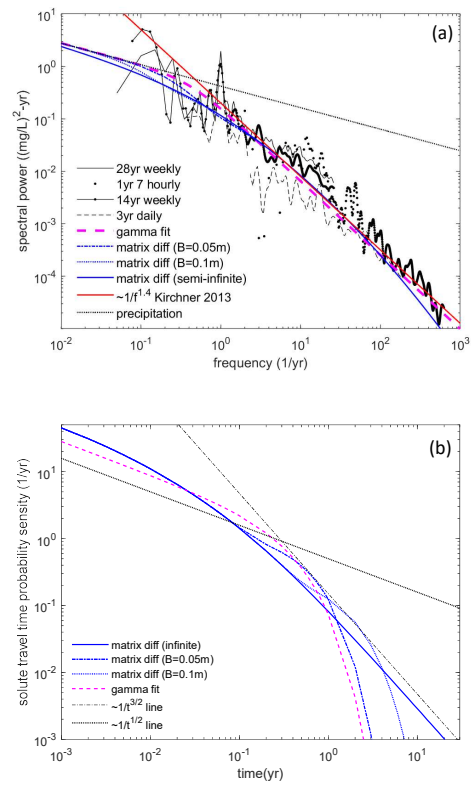 (a)
10^1
10^0
10^-1
10^-2
10^-3
10^-4
spectral power ((mg/L)^2-yr)
28yr weekly
1yr 7 hourly
14yr weekly
3yr daily
gamma fit
matrix diff (B=0.05m)
matrix diff (B=0.1m)
matrix diff (semi-infinite)
~1/f^1.4 Kirchner 2013
precipitation
10^-2
10^-1
10^0
10^1
10^2
10^3
frequency (1/yr)
(b)
10^1
10^0
10^-1
10^-2
10^-3
solute travel time probability sensity (1/yr)
matrix diff (infinite)
matrix diff (B=0.05m)
matrix diff (B=0.1m)
gamma fit
~1/t^3/2 line
~1/t^1/2 line
10^-3
10^-2
10^-1
10^0
10^1
time(yr)